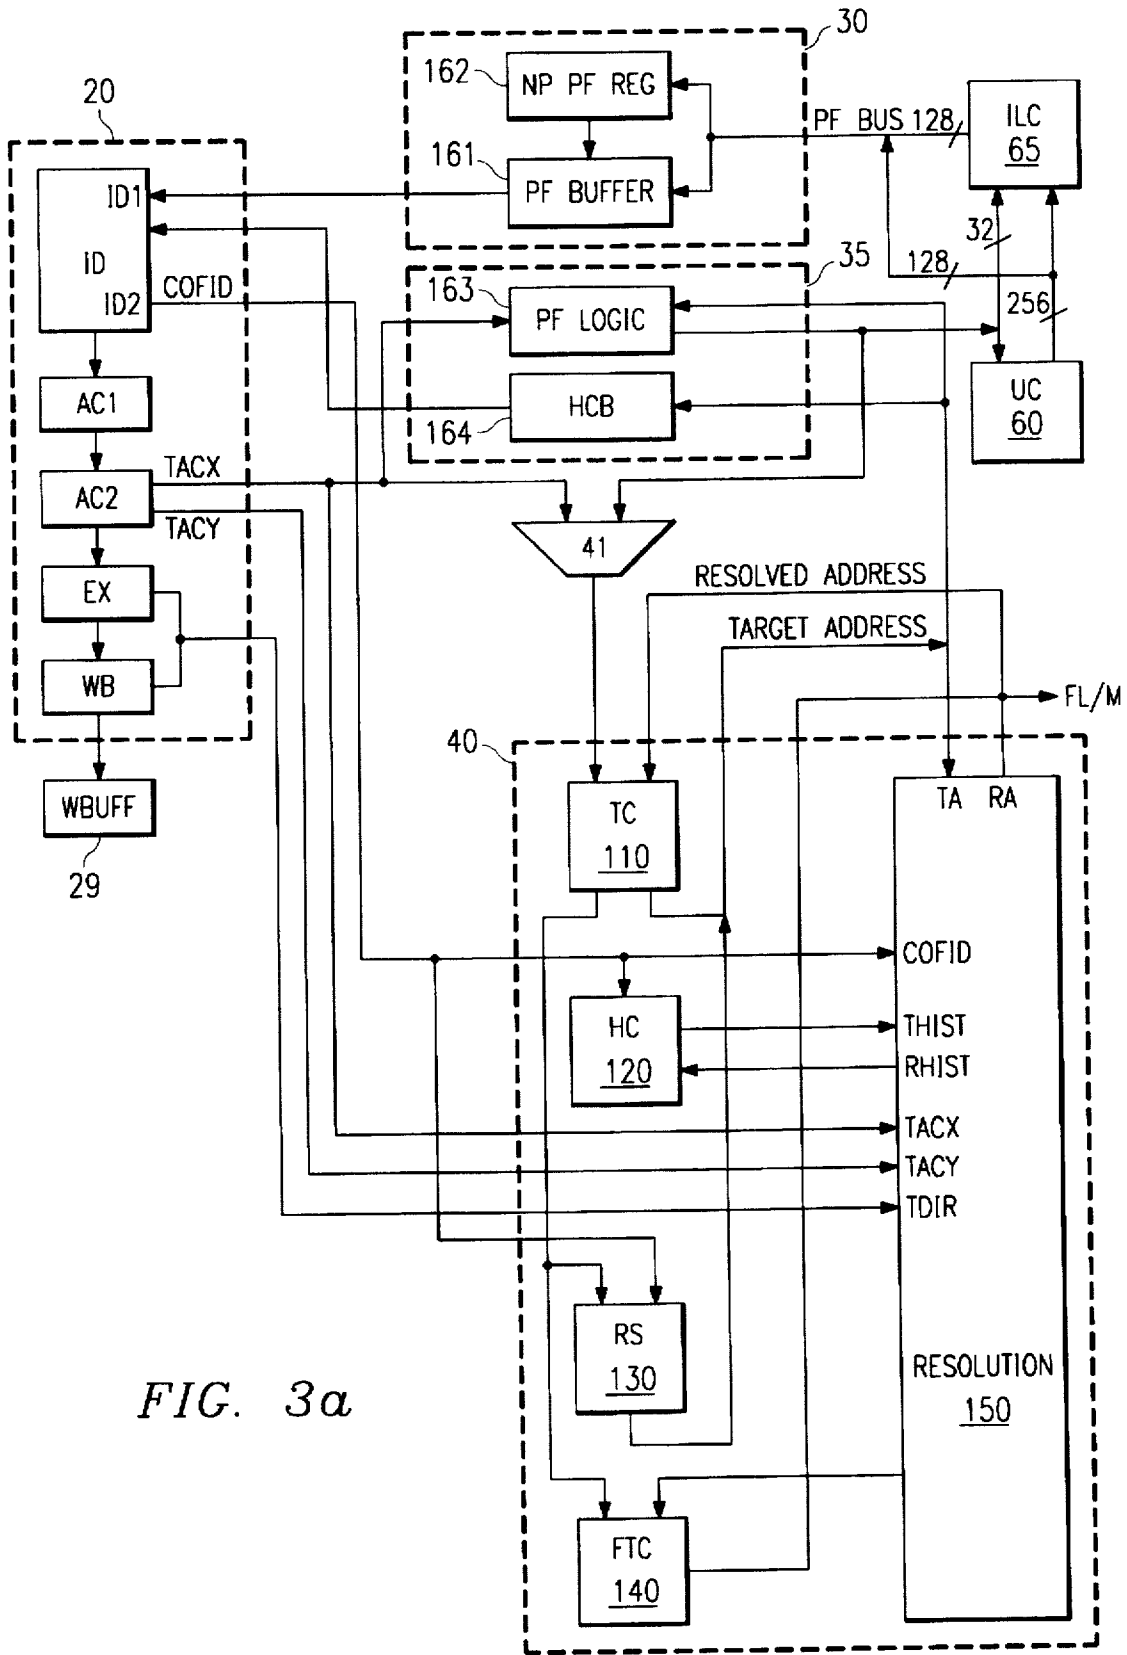 30
162
NP PF REG
20
PF BUS 128
ILC
65
161
PF BUFFER
ID1
ID
ID2
COFID
32
128
35
163
PF LOGIC
256
AC1
HCB
164
UC
60
TACX
AC2
TACY
41
EX
RESOLVED ADDRESS
TARGET ADDRESS
WB
FL/M
40
WBUFF
29
TC
110
TA RA
COFID
HC
120
THIST
RHIST
TACX
TACY
TDIR
RS
130
RESOLUTION
150
FIG. 3a
FTC
140